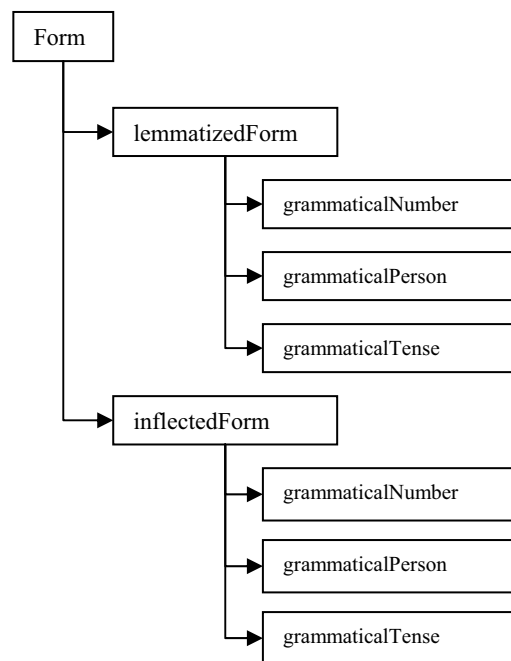 Form
lemmatizedForm
grammaticalNumber
grammaticalPerson
grammaticalTense
inflectedForm
grammaticalNumber
grammaticalPerson
grammaticalTense